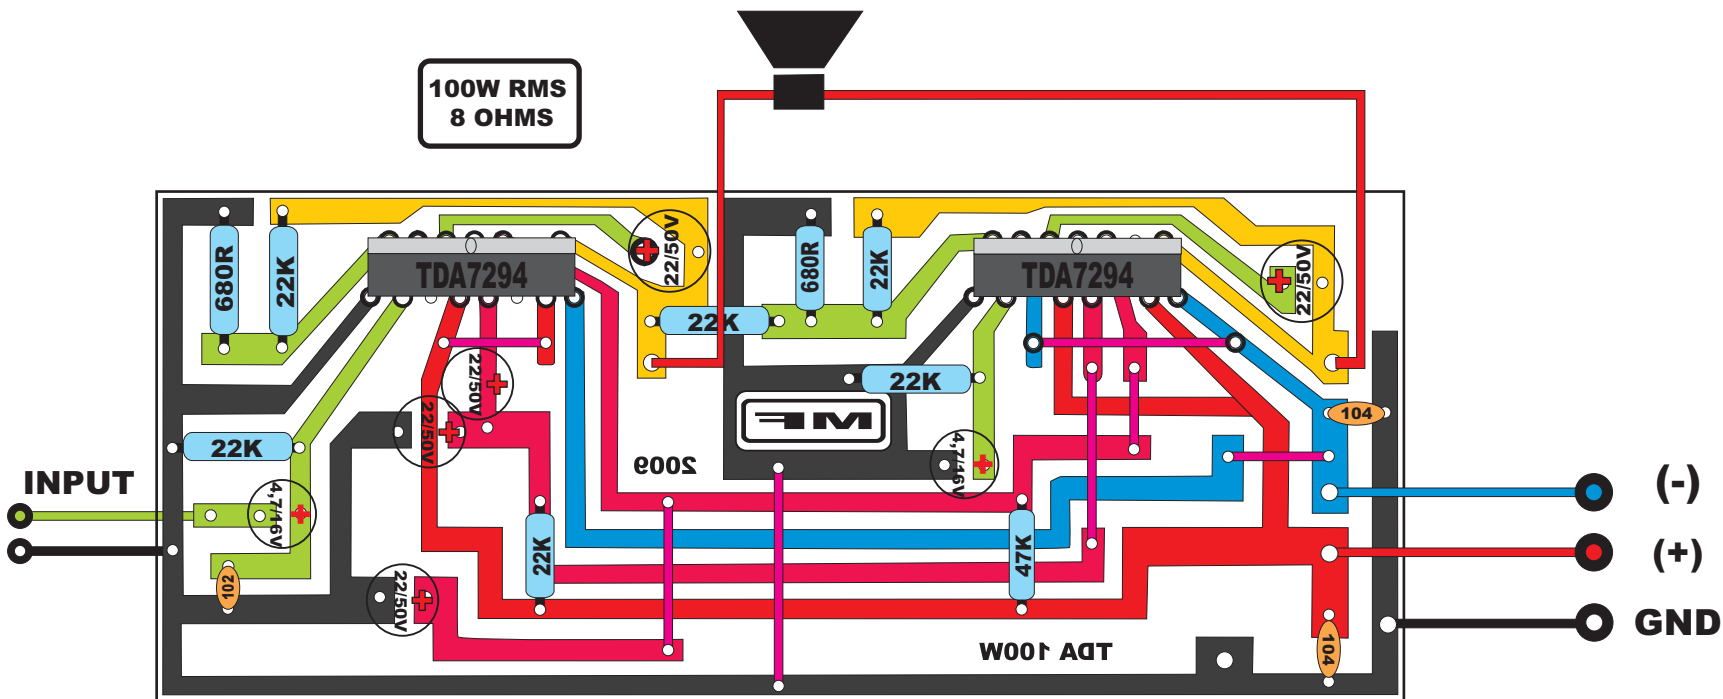 100W RMS
8 OHMS
680R
22K
TDA7294
22/50V
22K
680R
22K
TDA7294
22/50V
22/50V
22K
22/50V
104
22K
2009
4,7/16V
INPUT
4,7/16V
22K
47K
(-)
(+)
102
22/50V
GND
TDA 100W
104